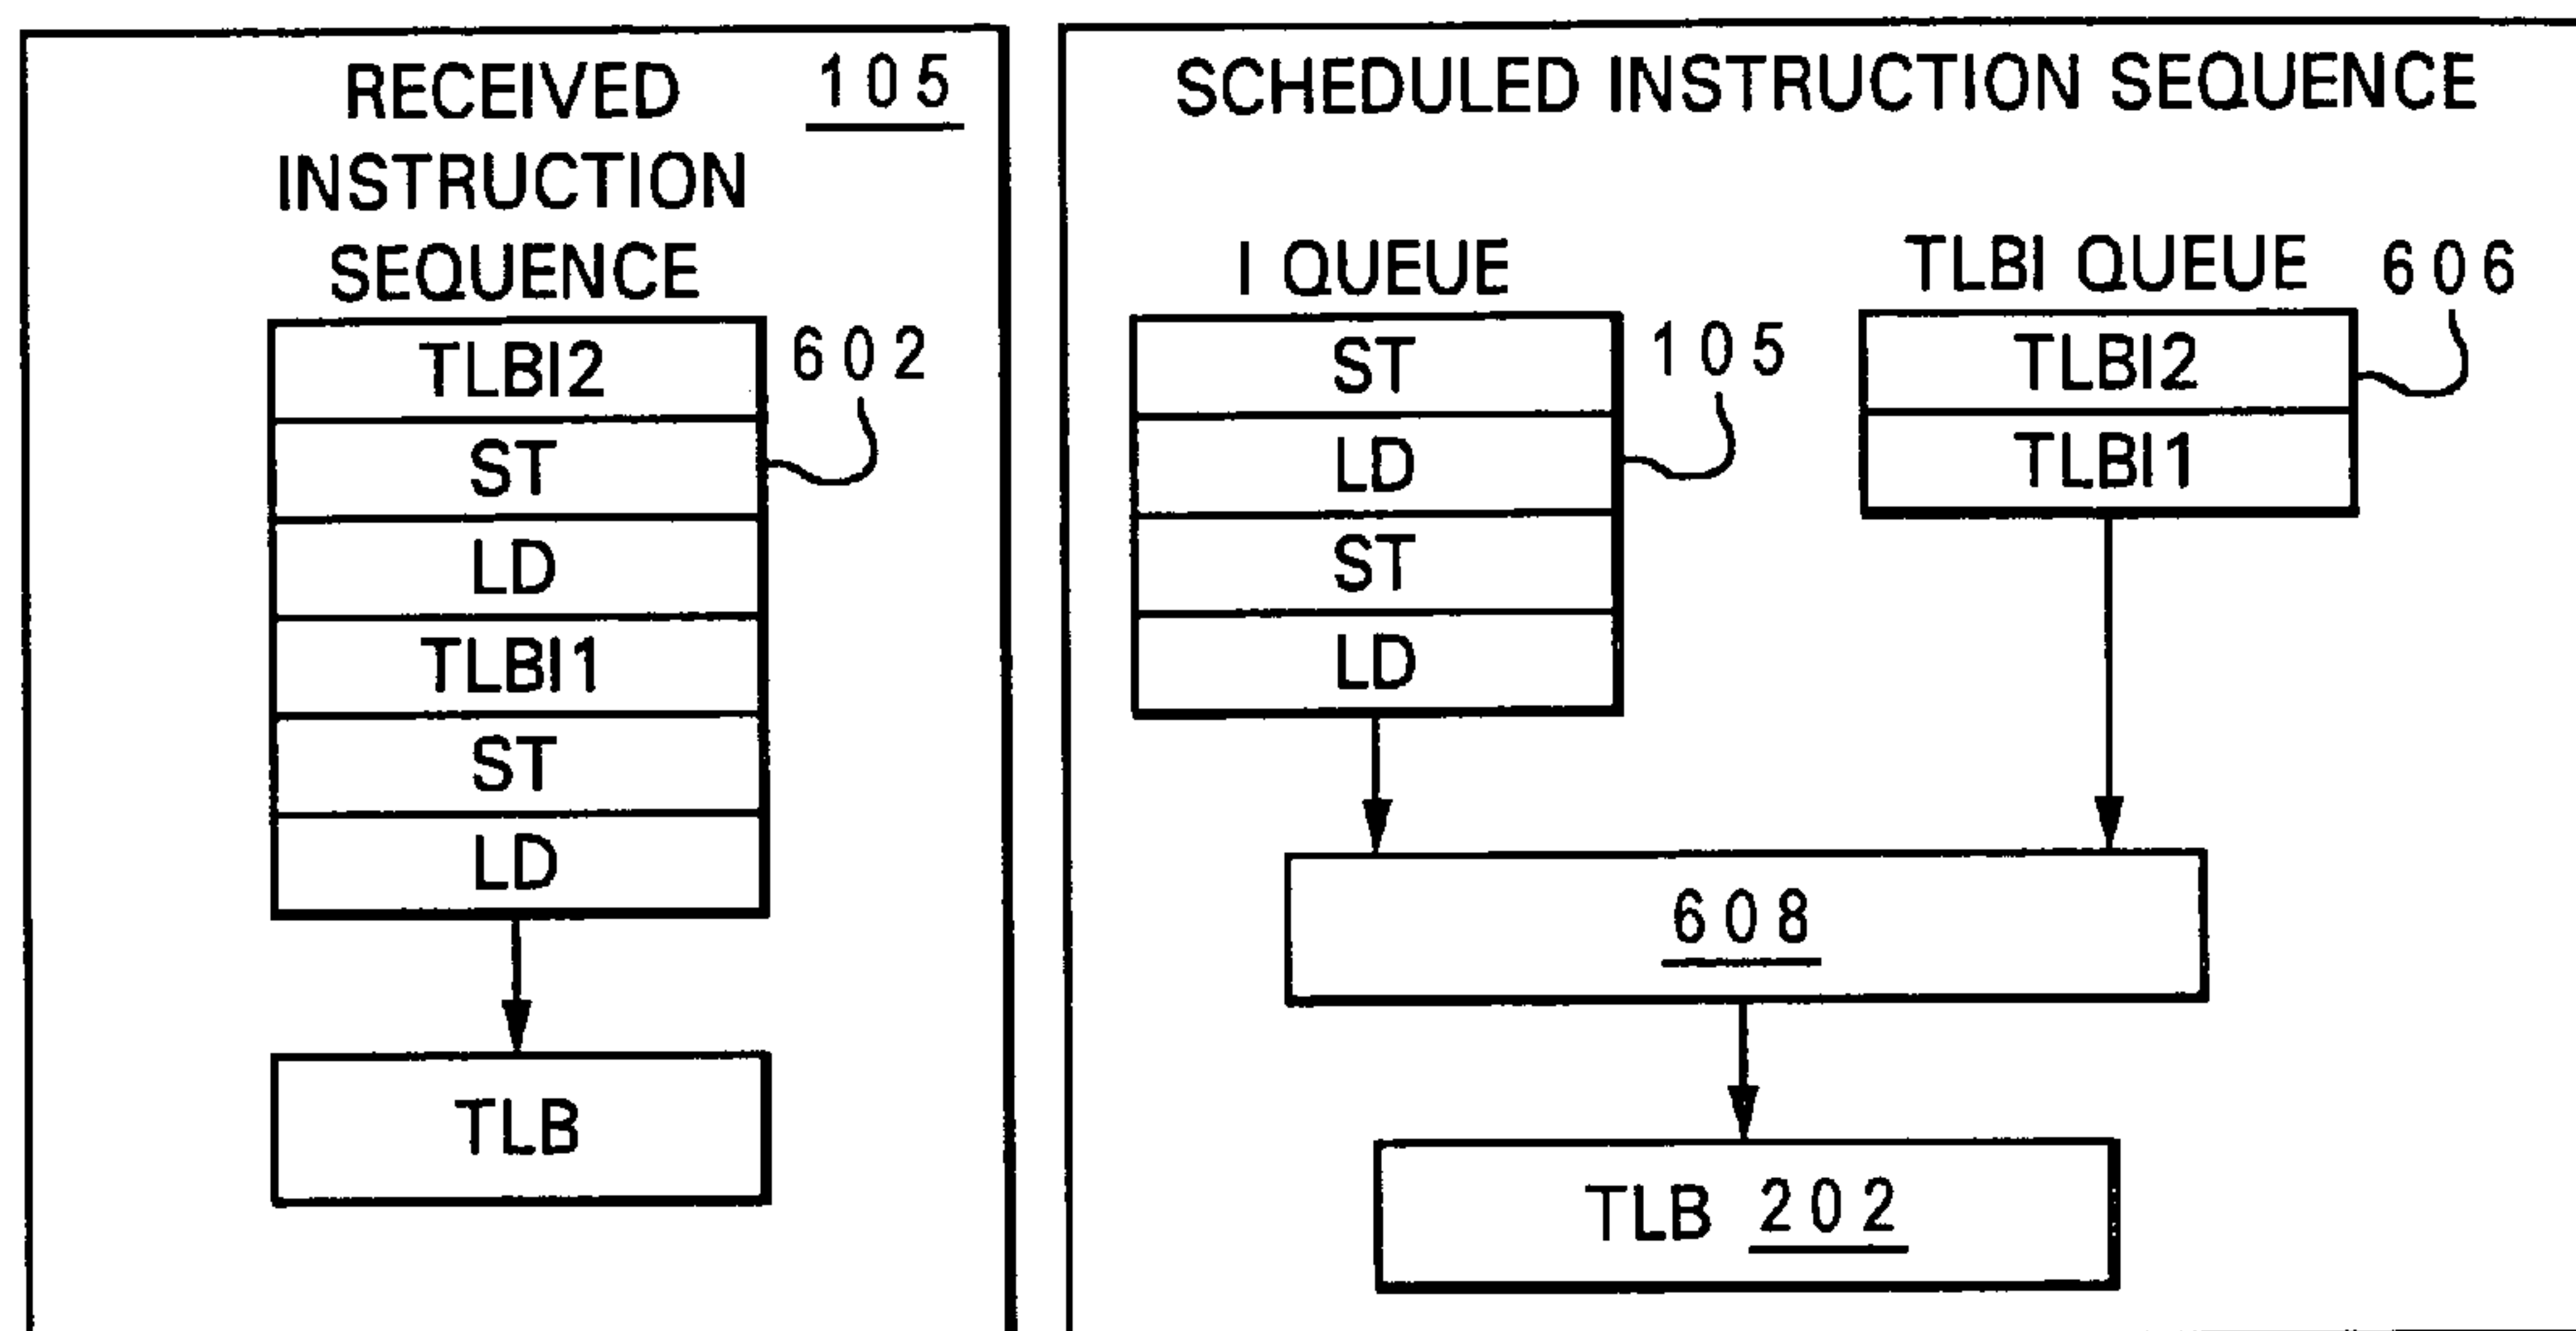 RECEIVED 105
INSTRUCTION
SEQUENCE
TLBI2
602
ST
LD
TLBI1
ST
LD
TLB
SCHEDULED INSTRUCTION SEQUENCE
I QUEUE
ST
105
LD
ST
LD
TLBI QUEUE 606
TLBI2
TLBI1
608
TLB 202